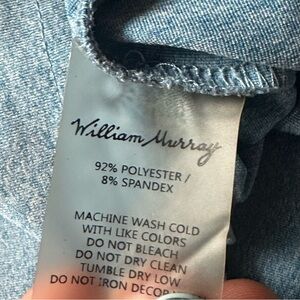 William Murray
92% POLYESTER /
8% SPANDEX
MACHINE WASH COLD
WITH LIKE COLORS
DO NOT BLEACH
DO NOT DRY CLEAN
TUMBLE DRY LOW
DO NOT IRON DECOR